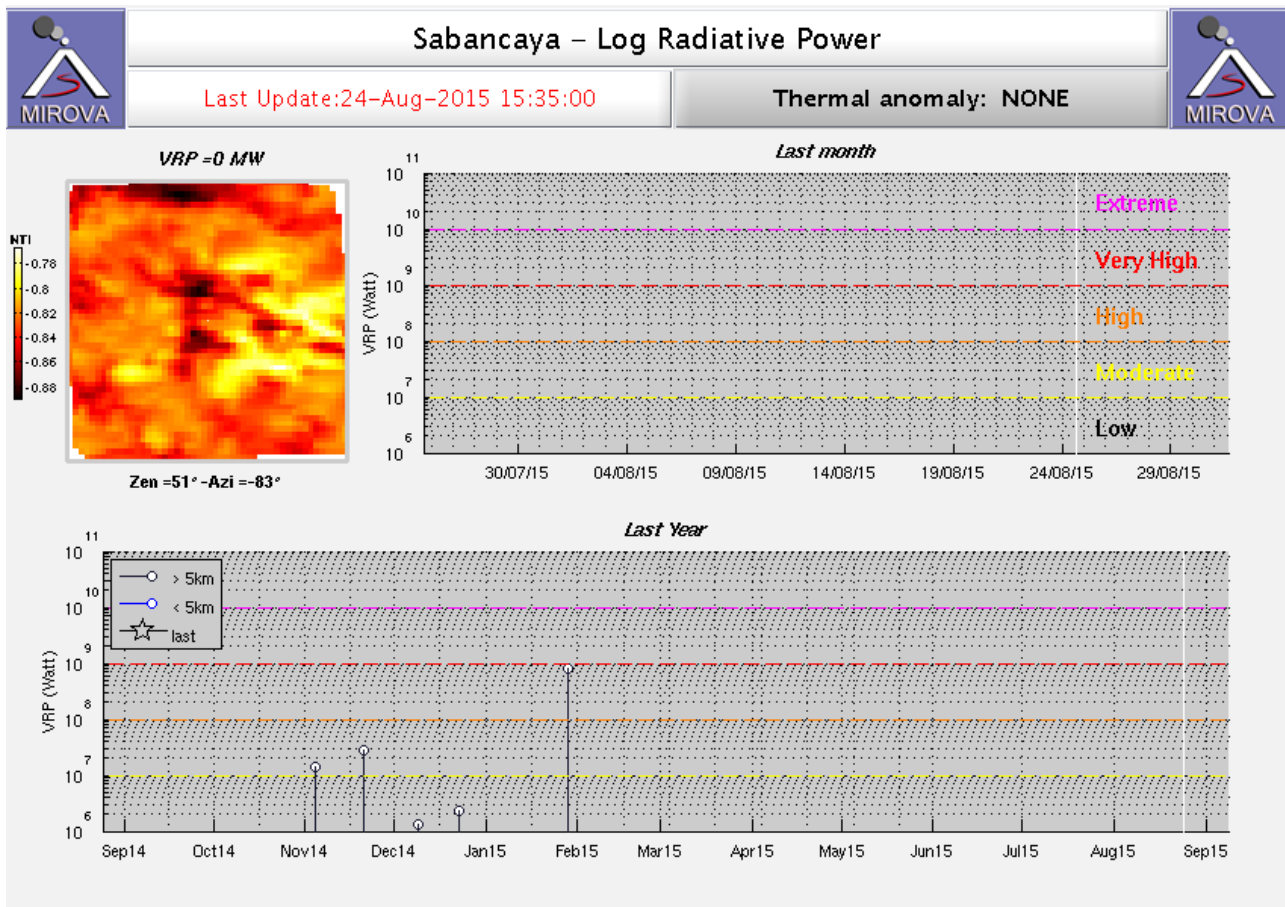 MIROVA
Sabancaya – Log Radiative Power
Last Update:24–Aug–2015 15:35:00
Thermal anomaly: NONE
MIROVA
VRP =0 MW
NTI
-0.78
-0.8
-0.82
-0.84
-0.86
-0.88
Zen =51° -Azi =-83°
Last month
VRP (Watt)
10 11
10 10
10 9
10 8
10 7
10 6
Extreme
Very High
High
Moderate
Low
30/07/15 04/08/15 09/08/15 14/08/15 19/08/15 24/08/15 29/08/15
Last Year
VRP (Watt)
10 11
10 10
10 9
10 8
10 7
10 6
> 5km
< 5km
last
Sep14 Oct14 Nov14 Dec14 Jan15 Feb15 Mar15 Apr15 May15 Jun15 Jul15 Aug15 Sep15